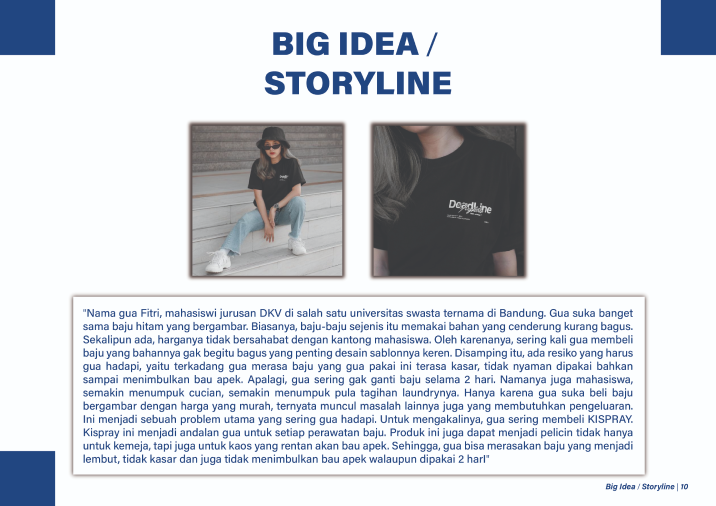 BIG IDEA /
STORYLINE
Deadline
"Nama gua Fitri, mahasiswi jurusan DKV di salah satu universitas swasta ternama di Bandung. Gua suka banget
sama baju hitam yang bergambar. Biasanya, baju-baju sejenis itu memakai bahan yang cenderung kurang bagus.
Sekalipun ada, harganya tidak bersahabat dengan kantong mahasiswa. Oleh karenanya, sering kali gua membeli
baju yang bahannya gak begitu bagus yang penting desain sablonnya keren. Disamping itu, ada resiko yang harus
gua hadapi, yaitu terkadang gua merasa baju yang gua pakai ini terasa kasar, tidak nyaman dipakai bahkan
sampai menimbulkan bau apek. Apalagi, gua sering gak ganti baju selama 2 hari. Namanya juga mahasiswa,
semakin menumpuk cucian, semakin menumpuk pula tagihan laundrynya. Hanya karena gua suka beli baju
bergambar dengan harga yang murah, ternyata muncul masalah lainnya juga yang membutuhkan pengeluaran.
Ini menjadi sebuah problem utama yang sering gua hadapi. Untuk mengakalinya, gua sering membeli KISPRAY.
Kispray ini menjadi andalan gua untuk setiap perawatan baju. Produk ini juga dapat menjadi pelicin tidak hanya
untuk kemeja, tapi juga untuk kaos yang rentan akan bau apek. Sehingga, gua bisa merasakan baju yang menjadi
lembut, tidak kasar dan juga tidak menimbulkan bau apek walaupun dipakai 2 harI"
Big Idea / Storyline | 10